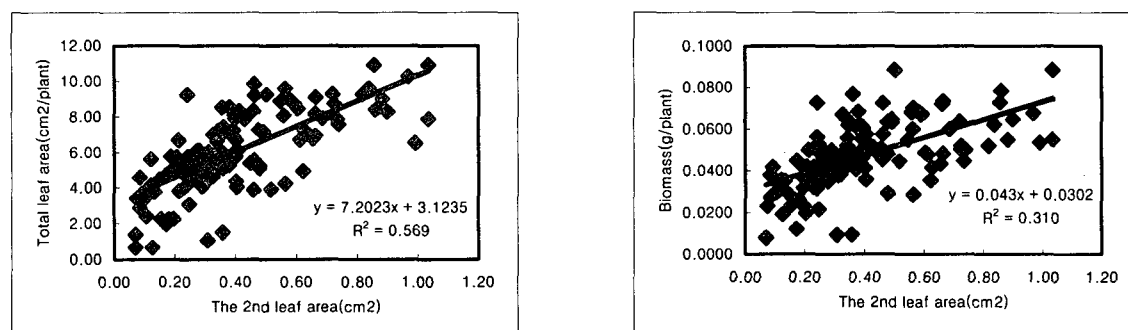 12.00
10.00
8.00
6.00
4.00
2.00
0.00
Total leaf area(cm2/plant)
y = 7.2023x + 3.1235
R² = 0.569
0.00 0.20 0.40 0.60 0.80 1.00 1.20
The 2nd leaf area(cm2)
0.1000
0.0800
0.0600
0.0400
0.0200
0.0000
Biomass(g/plant)
y = 0.043x + 0.0302
R² = 0.310
0.00 0.20 0.40 0.60 0.80 1.00 1.20
The 2nd leaf area(cm2)